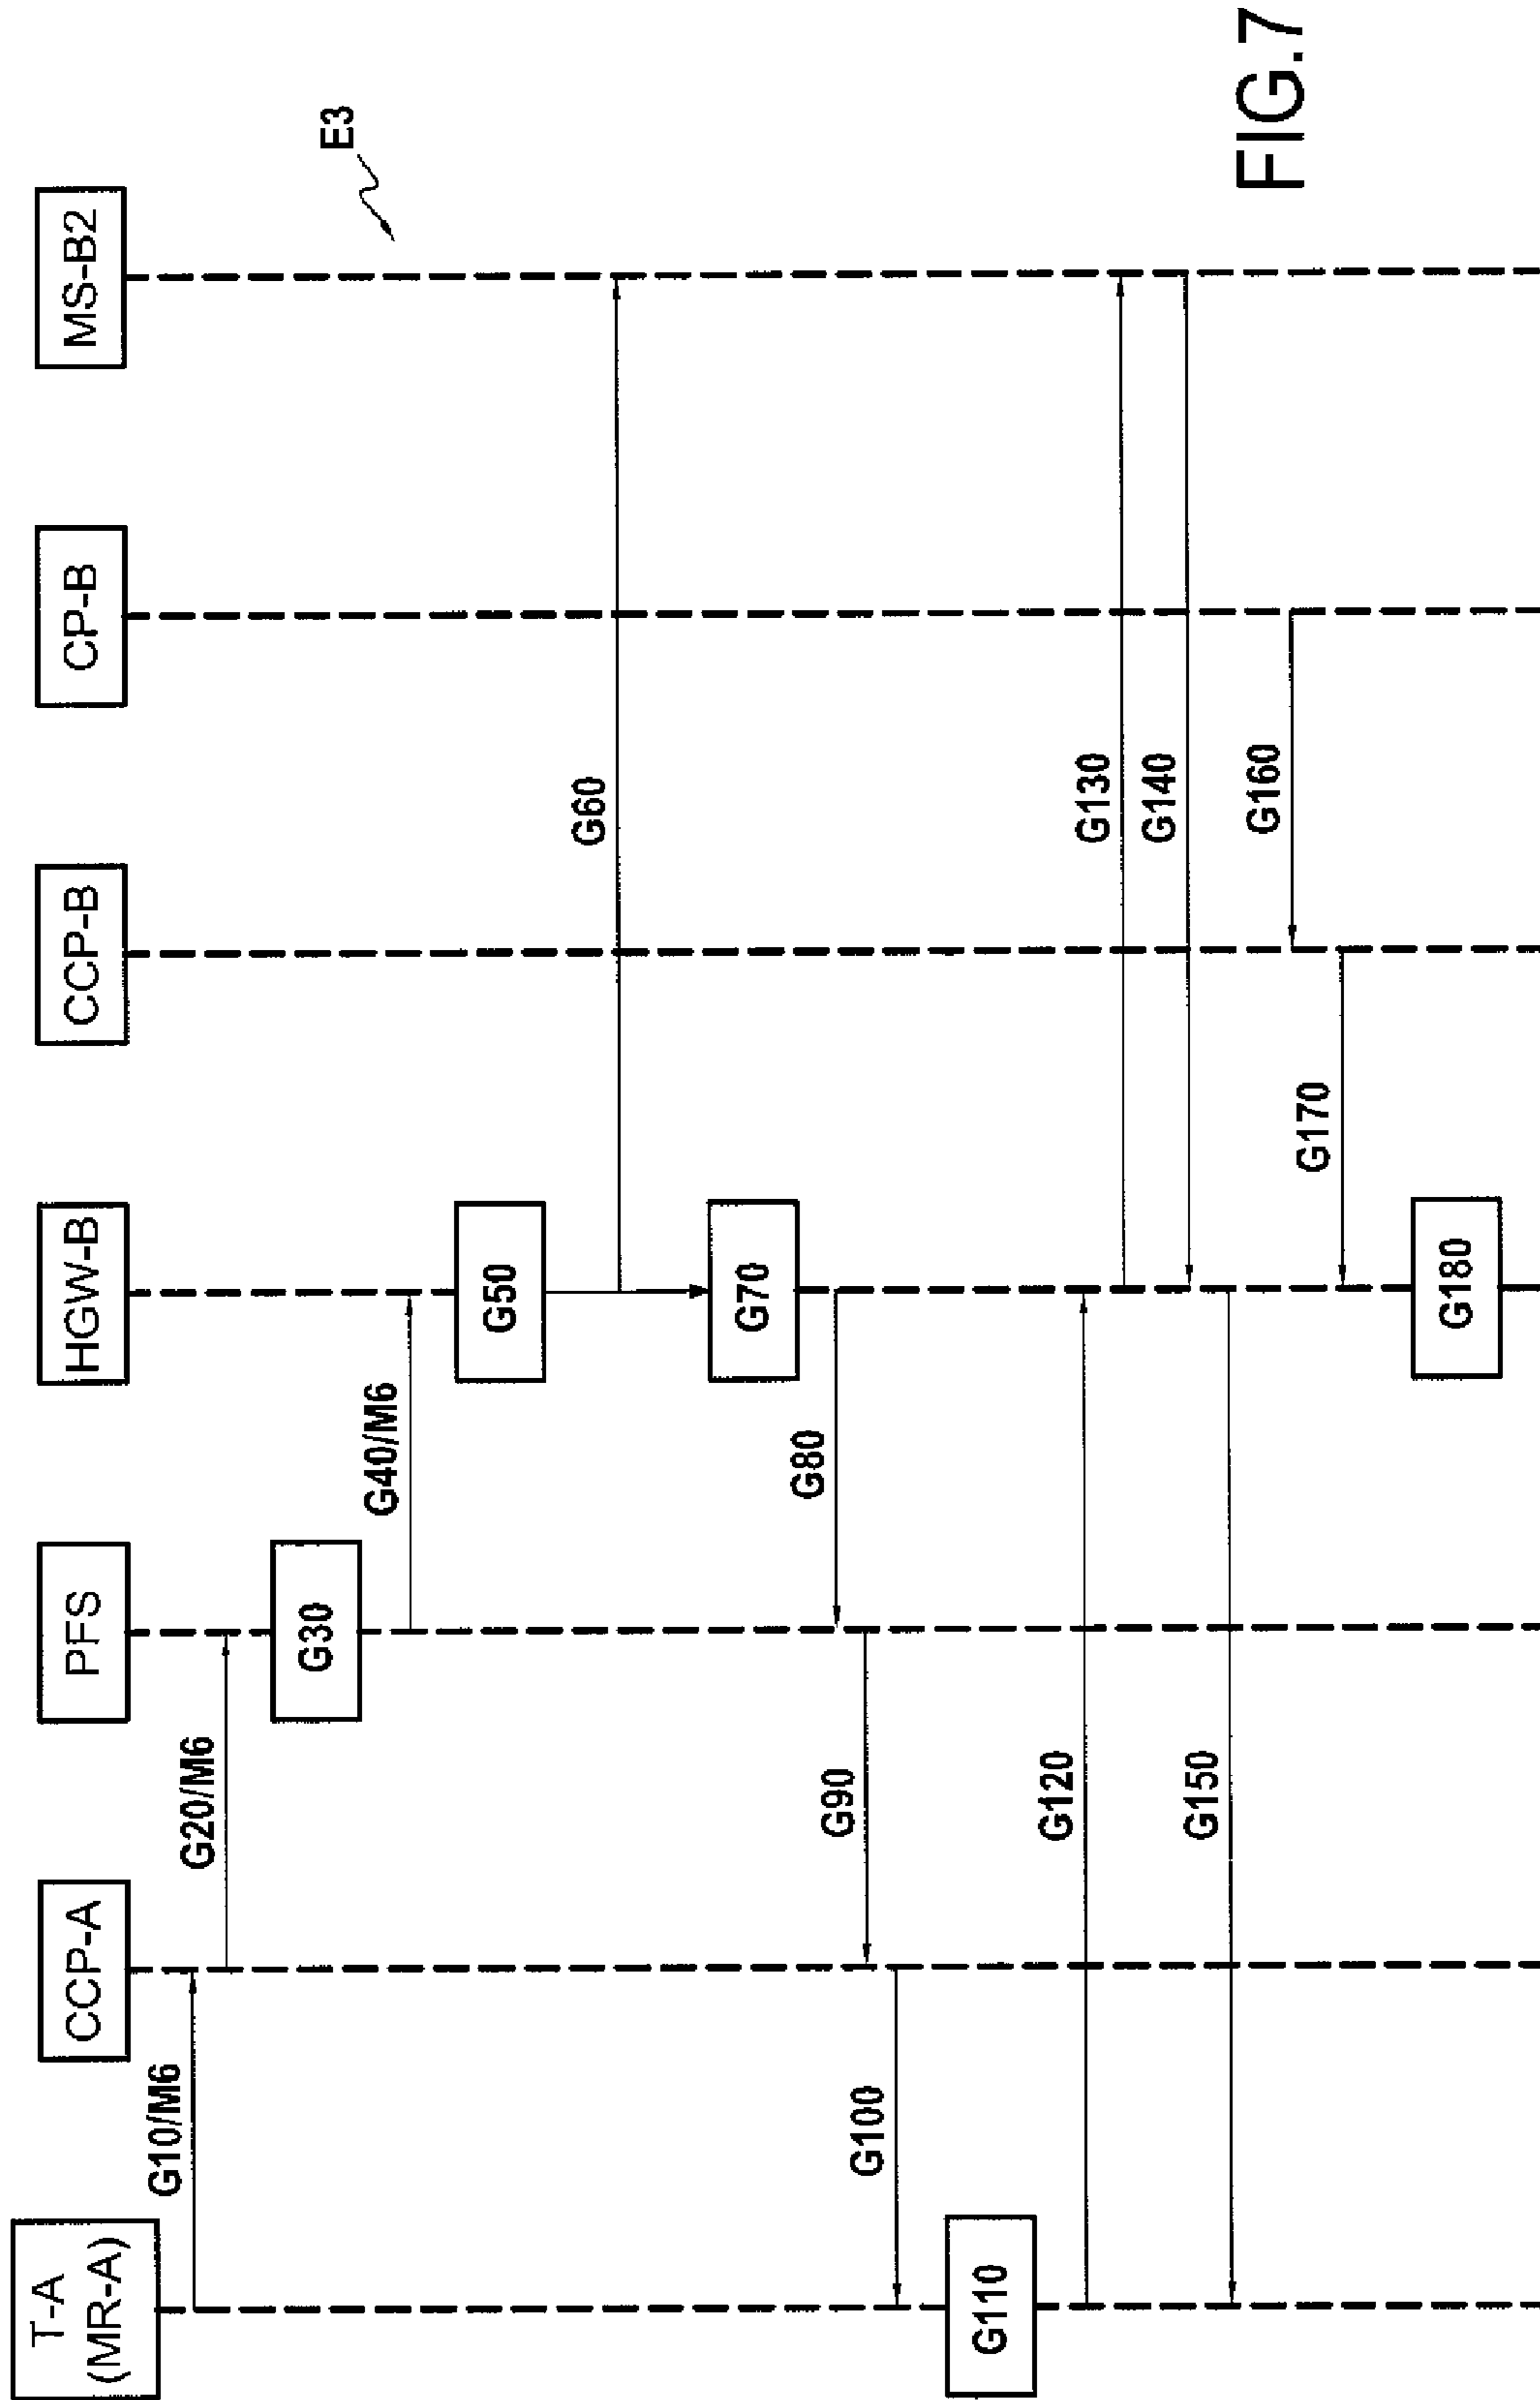 T-A
(MR-A)
CCP-A
PFS
HGW-B
CCP-B
CP-B
MS-B2
E3
G10/M6
G20/M6
G30
G40/M6
G50
G60
G70
G80
G90
G100
G110
G120
G130
G140
G150
G160
G170
G180
FIG.7